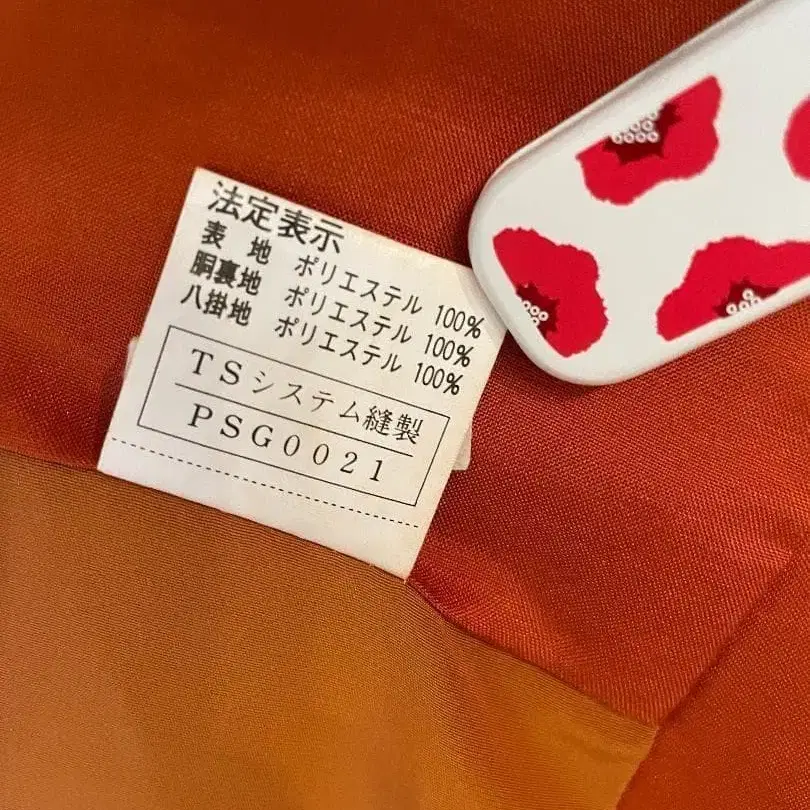 法定表示
表地 ポリエステル 100%
胴裏地 ポリエステル 100%
八掛地 ポリエステル 100%
TSシステム縫製
PSG0021